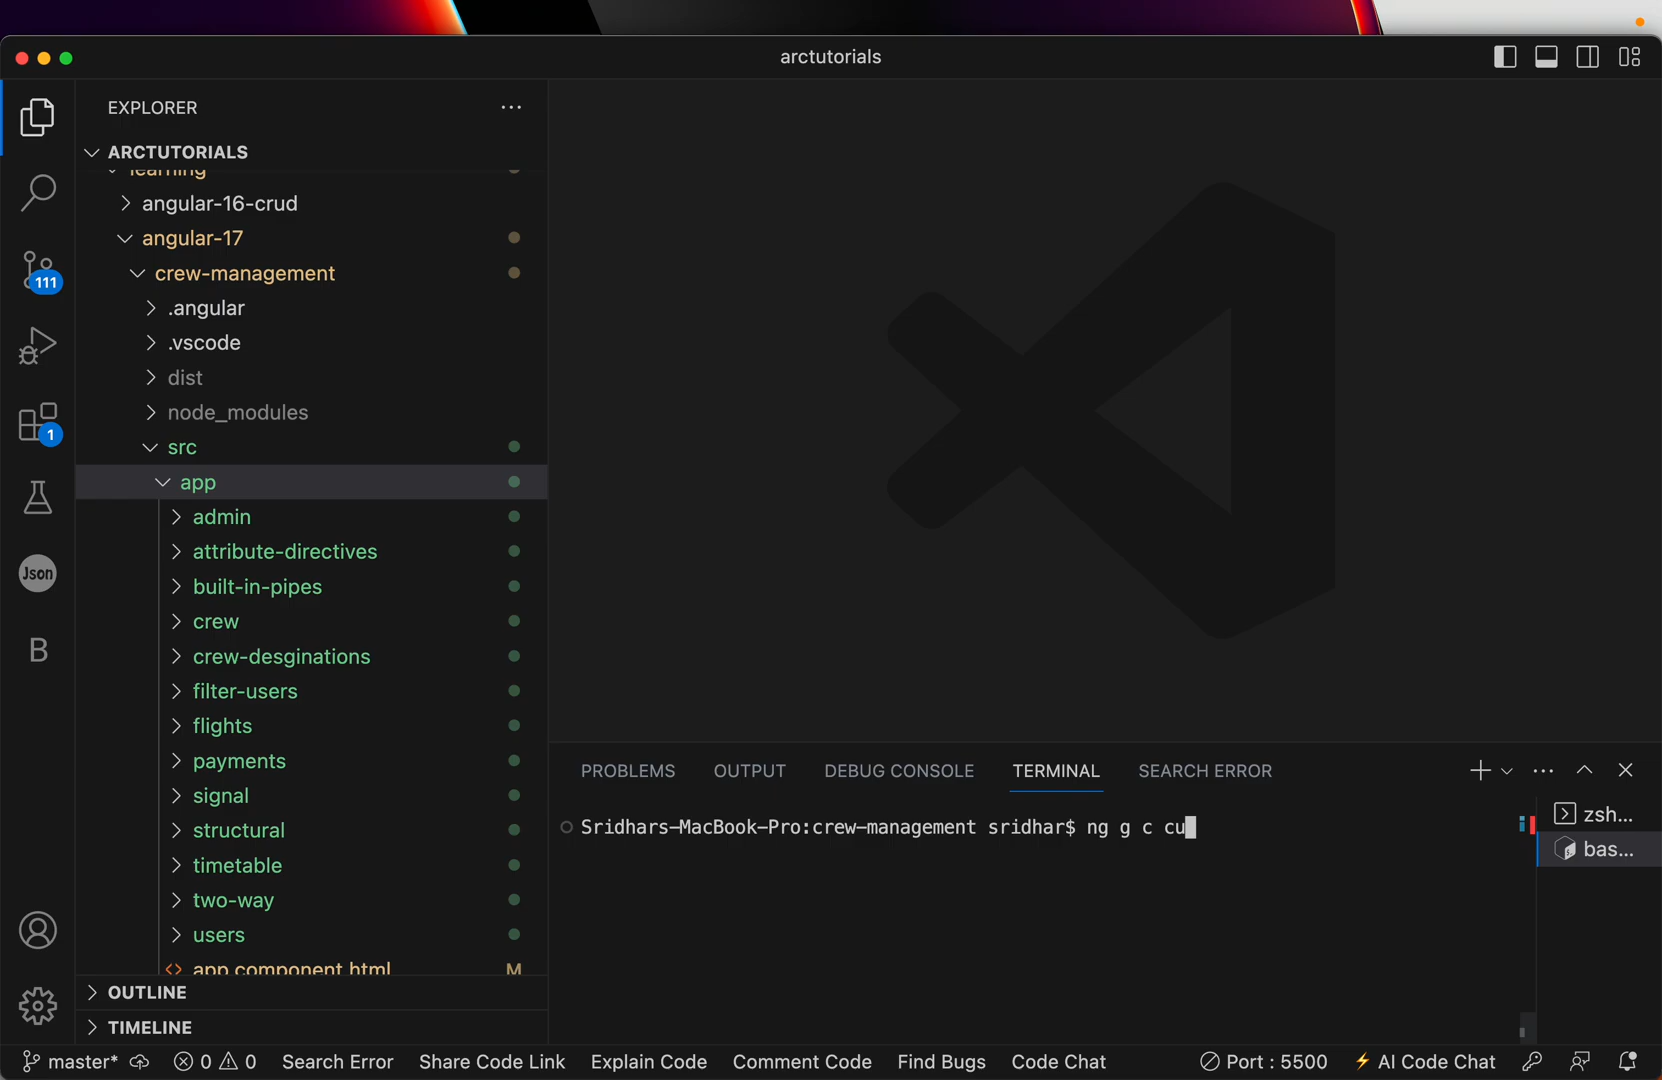 arctutorials
EXPLORER
ARCTUTORIALS
learning
angular-16-crud
angular-17
crew-management
.angular
.vscode
dist
node_modules
src
app
admin
attribute-directives
built-in-pipes
crew
crew-desginations
filter-users
flights
payments
signal
structural
timetable
two-way
users
app.component.html M
OUTLINE
TIMELINE
111
1
Json
B
PROBLEMS OUTPUT DEBUG CONSOLE TERMINAL SEARCH ERROR
Sridhars-MacBook-Pro:crew-management sridhar$ ng g c cu
zsh...
bas...
master* 0 0 Search Error Share Code Link Explain Code Comment Code Find Bugs Code Chat Port : 5500 AI Code Chat